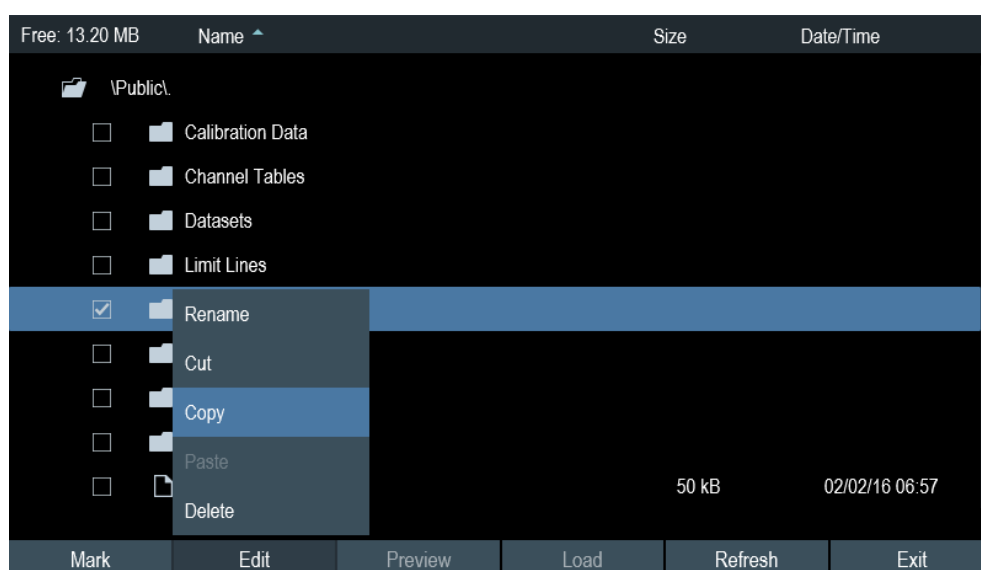 Free: 13.20 MB Name Size Date/Time
\Public\.
Calibration Data
Channel Tables
Datasets
Limit Lines
Rename
Cut
Copy
Paste
50 kB 02/02/16 06:57
Delete
Mark Edit Preview Load Refresh Exit